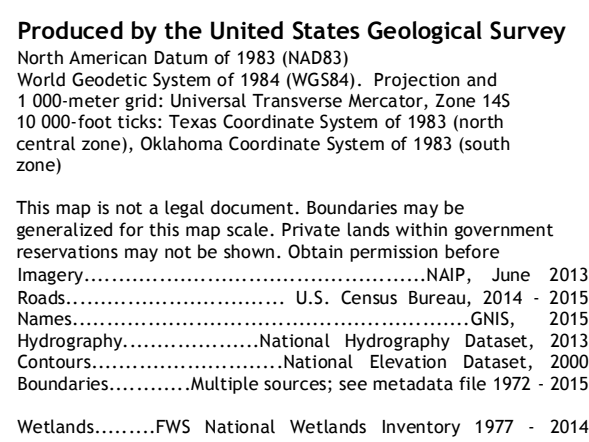 Produced by the United States Geological Survey
North American Datum of 1983 (NAD83)
World Geodetic System of 1984 (WGS84).  Projection and
1 000-meter grid: Universal Transverse Mercator, Zone 14S
10 000-foot ticks: Texas Coordinate System of 1983 (north
central zone), Oklahoma Coordinate System of 1983 (south
zone)
This map is not a legal document. Boundaries may be
generalized for this map scale. Private lands within government
reservations may not be shown. Obtain permission before
Imagery..................................................NAIP, June 2013
Roads................................ U.S. Census Bureau, 2014 - 2015
Names..........................................................GNIS, 2015
Hydrography....................National Hydrography Dataset, 2013
Contours............................National Elevation Dataset, 2000
Boundaries............Multiple sources; see metadata file 1972 - 2015
Wetlands.........FWS National Wetlands Inventory 1977 - 2014